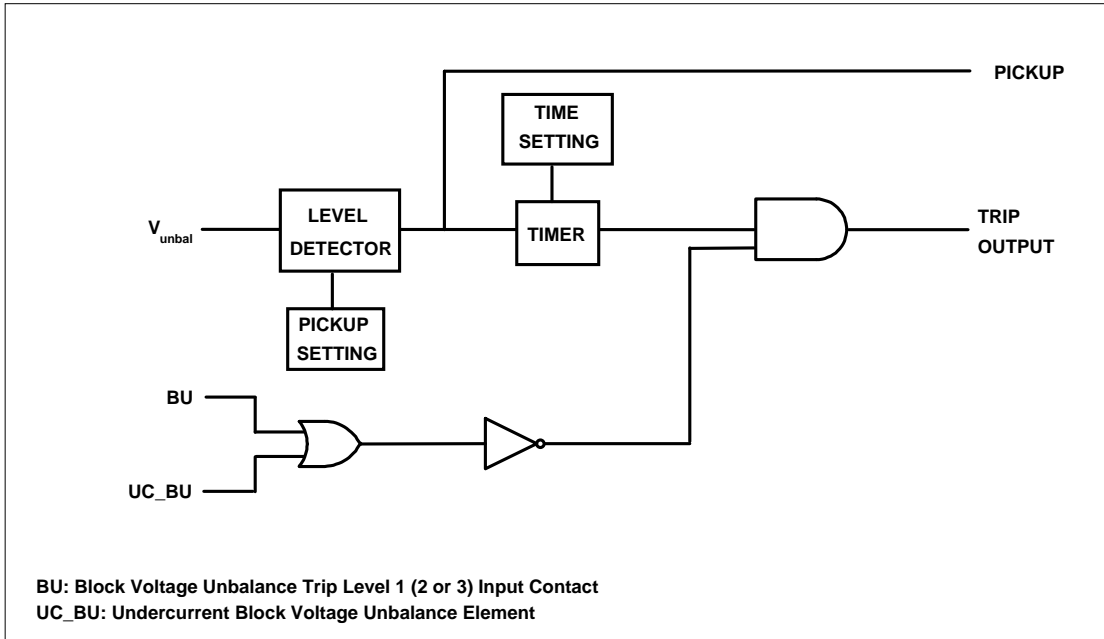 PICKUP
TIME
SETTING
LEVEL
DETECTOR
V unbal
TIMER
TRIP
OUTPUT
PICKUP
SETTING
BU
UC_BU
BU: Block Voltage Unbalance Trip Level 1 (2 or 3) Input Contact
UC_BU: Undercurrent Block Voltage Unbalance Element